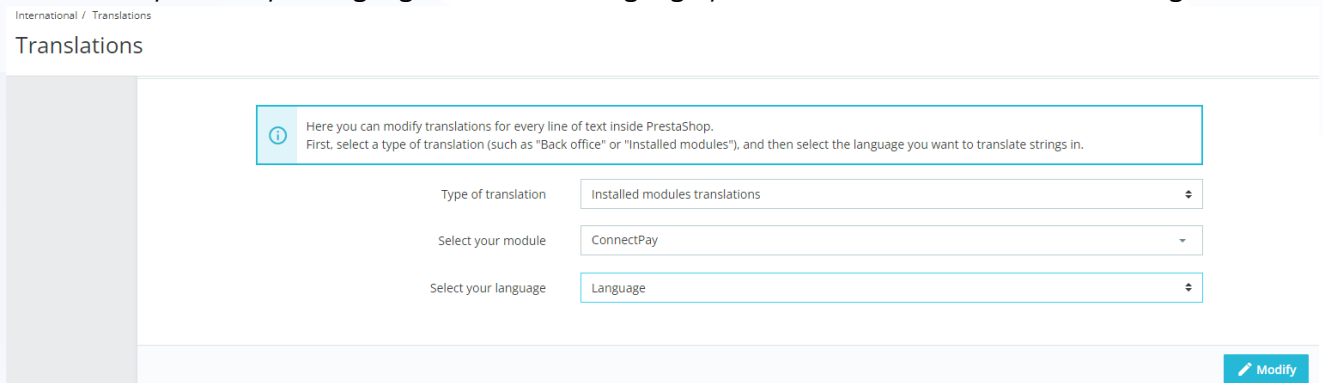 International / Translations
Translations
Here you can modify translations for every line of text inside PrestaShop.
First, select a type of translation (such as "Back office" or "Installed modules"), and then select the language you want to translate strings in.
Type of translation Installed modules translations
Select your module ConnectPay
Select your language Language
Modify